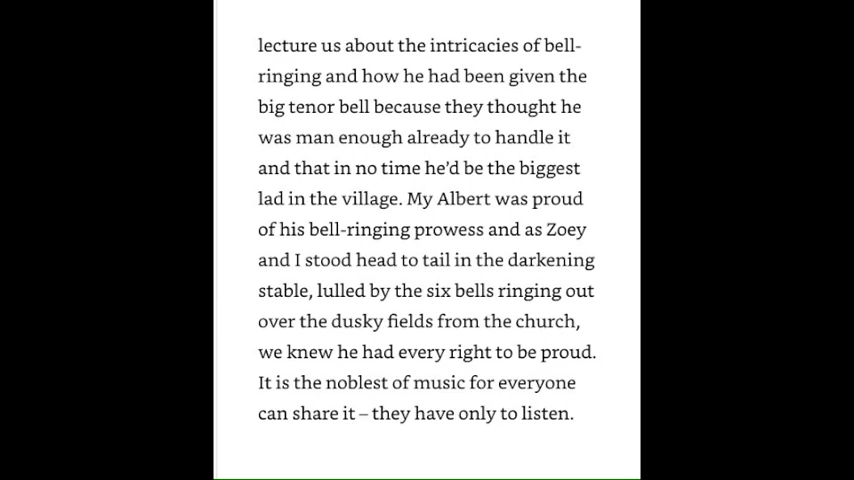 lecture us about the intricacies of bell-
ringing and how he had been given the
big tenor bell because they thought he
was man enough already to handle it
and that in no time he’d be the biggest
lad in the village. My Albert was proud
of his bell-ringing prowess and as Zoey
and I stood head to tail in the darkening
stable, lulled by the six bells ringing out
over the dusky fields from the church,
we knew he had every right to be proud.
It is the noblest of music for everyone
can share it – they have only to listen.